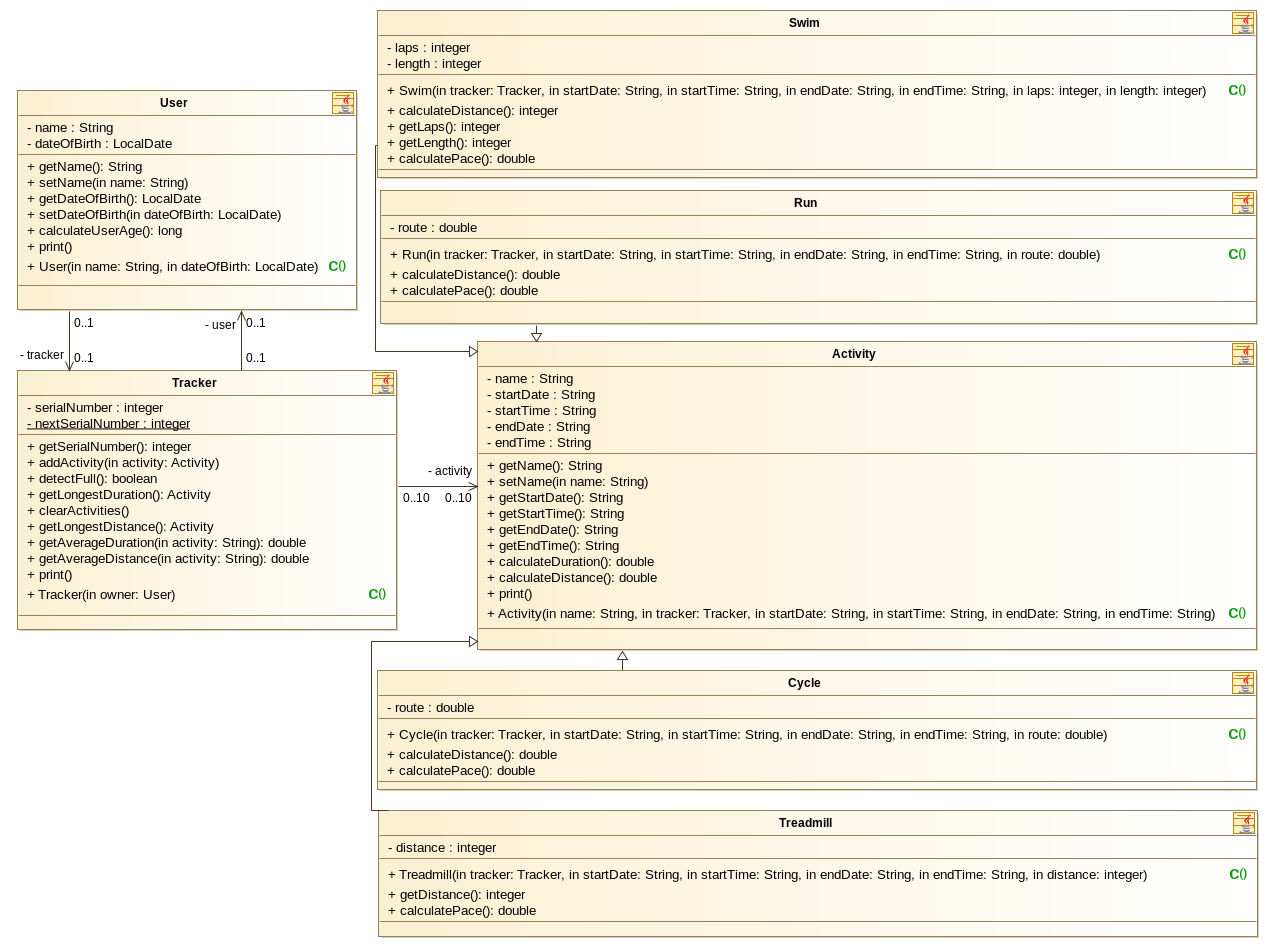 Swim
- laps : integer
- length : integer
+ Swim(in tracker: Tracker, in startDate: String, in startTime: String, in endDate: String, in endTime: String, in laps: integer, in length: integer) C()
+ calculateDistance(): integer
+ getLaps(): integer
+ getLength(): integer
+ calculatePace(): double
User
- name : String
- dateOfBirth : LocalDate
+ getName(): String
+ setName(in name: String)
+ getDateOfBirth(): LocalDate
+ setDateOfBirth(in dateOfBirth: LocalDate)
+ calculateUserAge(): long
+ print()
+ User(in name: String, in dateOfBirth: LocalDate) C()
Run
- route : double
+ Run(in tracker: Tracker, in startDate: String, in startTime: String, in endDate: String, in endTime: String, in route: double) C()
+ calculateDistance(): double
+ calculatePace(): double
0..1
- user 0..1
- tracker 0..1
0..1
Tracker
- serialNumber : integer
- nextSerialNumber : integer
+ getSerialNumber(): integer
+ addActivity(in activity: Activity)
+ detectFull(): boolean
+ getLongestDuration(): Activity
+ clearActivities()
+ getLongestDistance(): Activity
+ getAverageDuration(in activity: String): double
+ getAverageDistance(in activity: String): double
+ print()
+ Tracker(in owner: User) C()
- activity
0..10 0..10
Activity
- name : String
- startDate : String
- startTime : String
- endDate : String
- endTime : String
+ getName(): String
+ setName(in name: String)
+ getStartDate(): String
+ getStartTime(): String
+ getEndDate(): String
+ getEndTime(): String
+ calculateDuration(): double
+ calculateDistance(): double
+ print()
+ Activity(in name: String, in tracker: Tracker, in startDate: String, in startTime: String, in endDate: String, in endTime: String) C()
Cycle
- route : double
+ Cycle(in tracker: Tracker, in startDate: String, in startTime: String, in endDate: String, in endTime: String, in route: double) C()
+ calculateDistance(): double
+ calculatePace(): double
Treadmill
- distance : integer
+ Treadmill(in tracker: Tracker, in startDate: String, in startTime: String, in endDate: String, in endTime: String, in distance: integer) C()
+ getDistance(): integer
+ calculatePace(): double